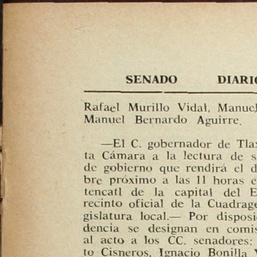 SENADO DIARIO
Rafael Murillo Vidal, Manuel
Manuel Bernardo Aguirre.
—El C. gobernador de Tlax
ta Cámara a la lectura de s
de gobierno que rendirá el d
bre próximo a las 11 horas e
tencatl de la capital del E
recinto oficial de la Cuadrage
gislatura local.— Por disposi
dencia se designan en comis
al acto a los CC. senadores:
to Cisneros, Ignacio Bonilla V